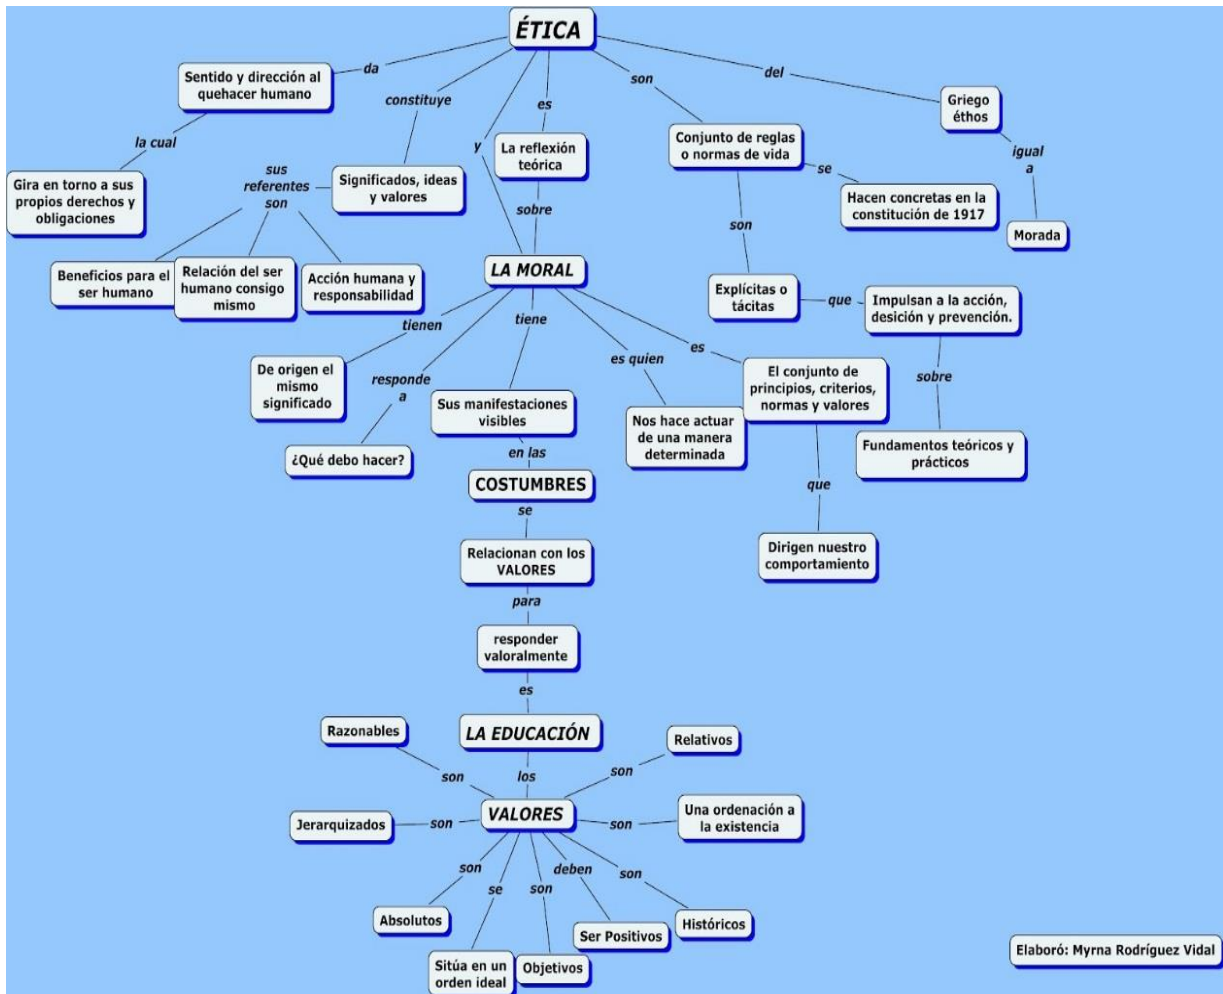 ÉTICA
da
constituye
y
es
son
del
Sentido y dirección al
quehacer humano
la cual
Gira en torno a sus
propios derechos y
obligaciones
Significados, ideas
y valores
sus
referentes
son
Beneficios para el
ser humano
Relación del ser
humano consigo
mismo
Acción humana y
responsabilidad
La reflexión
teórica
sobre
Conjunto de reglas
o normas de vida
se
Hacen concretas en la
constitución de 1917
son
Explícitas o
tácitas
que
Impulsan a la acción,
desición y prevención.
sobre
Fundamentos teóricos y
prácticos
Griego
éthos
igual
a
Morada
LA MORAL
tienen
De origen el
mismo
significado
responde
a
¿Qué debo hacer?
tiene
Sus manifestaciones
visibles
es quien
Nos hace actuar
de una manera
determinada
es
El conjunto de
principios, criterios,
normas y valores
que
Dirigen nuestro
comportamiento
en las
COSTUMBRES
se
Relacionan con los
VALORES
para
responder
valoralmente
es
LA EDUCACIÓN
los
VALORES
son
Razonables
son
Relativos
son
Jerarquizados
son
Una ordenación a
la existencia
son
Absolutos
se
Sitúa en un
orden ideal
son
Objetivos
deben
Ser Positivos
son
Históricos
Elaboró: Myrna Rodríguez Vidal